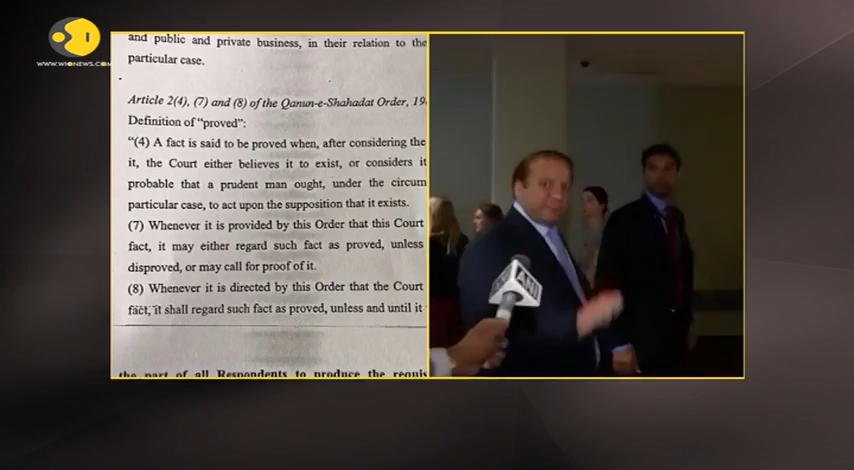 WWW.WIONEWS.COM
and public and private business, in their relation to the
particular case.
Article 2(4), (7) and (8) of the Qanun-e-Shahadat Order, 19
Definition of "proved":
"(4) A fact is said to be proved when, after considering the
it, the Court either believes it to exist, or considers it
probable that a prudent man ought, under the circum
particular case, to act upon the supposition that it exists.
(7) Whenever it is provided by this Order that this Court
fact, it may either regard such fact as proved, unless
disproved, or may call for proof of it.
(8) Whenever it is directed by this Order that the Court
fact, it shall regard such fact as proved, unless and until it
the part of all Respondents to produce the requis
ANI